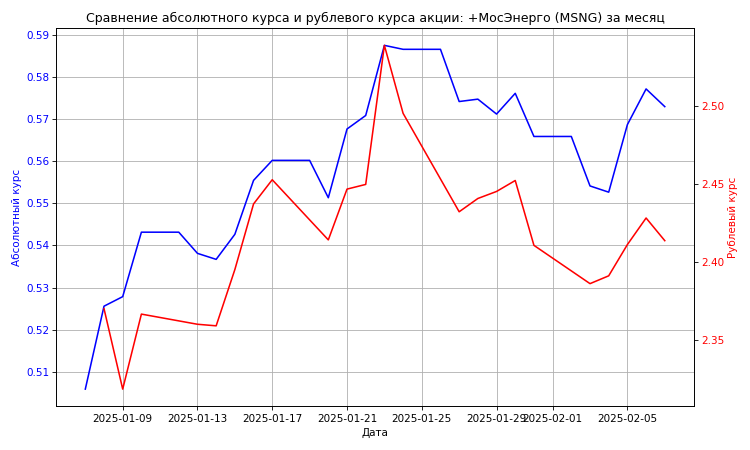 Сравнение абсолютного курса и рублевого курса акции: +МосЭнерго (MSNG) за месяц
0.59
0.58
0.57
0.56
0.55
0.54
0.53
0.52
0.51
Абсолютный курс
2.50
2.45
2.40
2.35
Рублевый курс
2025-01-09 2025-01-13 2025-01-17 2025-01-21 2025-01-25 2025-01-29 2025-02-01 2025-02-05
Дата